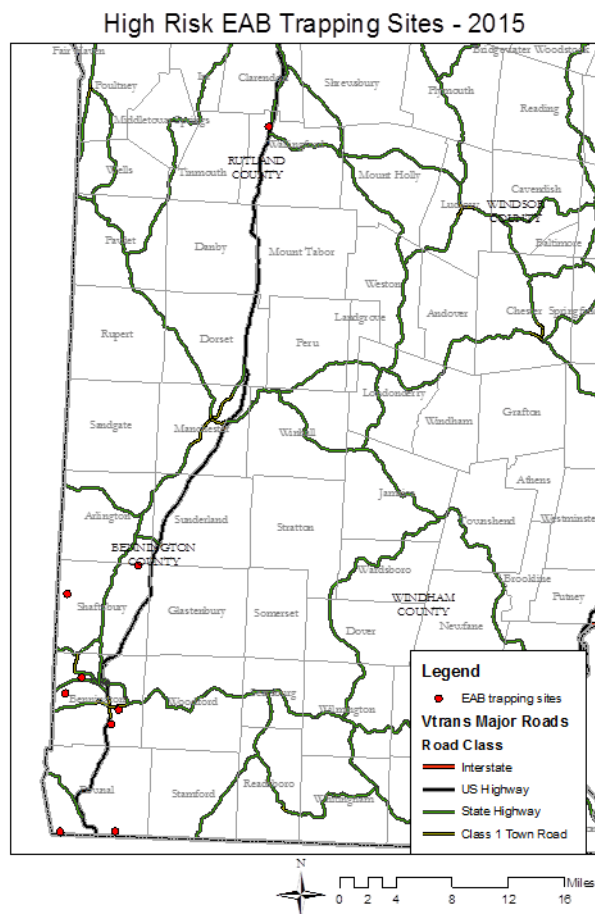 High Risk EAB Trapping Sites - 2015
Fair Haven
Bridgewater Woodstock
Poultney
Ira
Clarendon
Shrewsbury
Plymouth
Reading
Middletown Springs
Wallingford
RUTLAND
COUNTY
Wells
Tinmouth
Mount Holly
Cavendish
Ludlow
WINDSOR
COUNTY
Pawlet
Danby
Mount Tabor
Baltimore
Weston
Andover
Chester
Springfield
Landgrove
Rupert
Dorset
Peru
Londonderry
Grafton
Sandgate
Manchester
Winhall
Windham
Athens
Jamaica
Arlington
Sunderland
Stratton
Townshend
Westminster
BENNINGTON
COUNTY
Wardsboro
Brookline
Putney
Shaftsbury
Glastenbury
Somerset
WINDHAM
COUNTY
Dover
Newfane
Bennington
Woodford
Searsburg
Wilmington
Pownal
Stamford
Readsboro
Whitingham
Legend
EAB trapping sites
Vtrans Major Roads
Road Class
Interstate
US Highway
State Highway
Class 1 Town Road
N
Miles
0 2 4 8 12 16